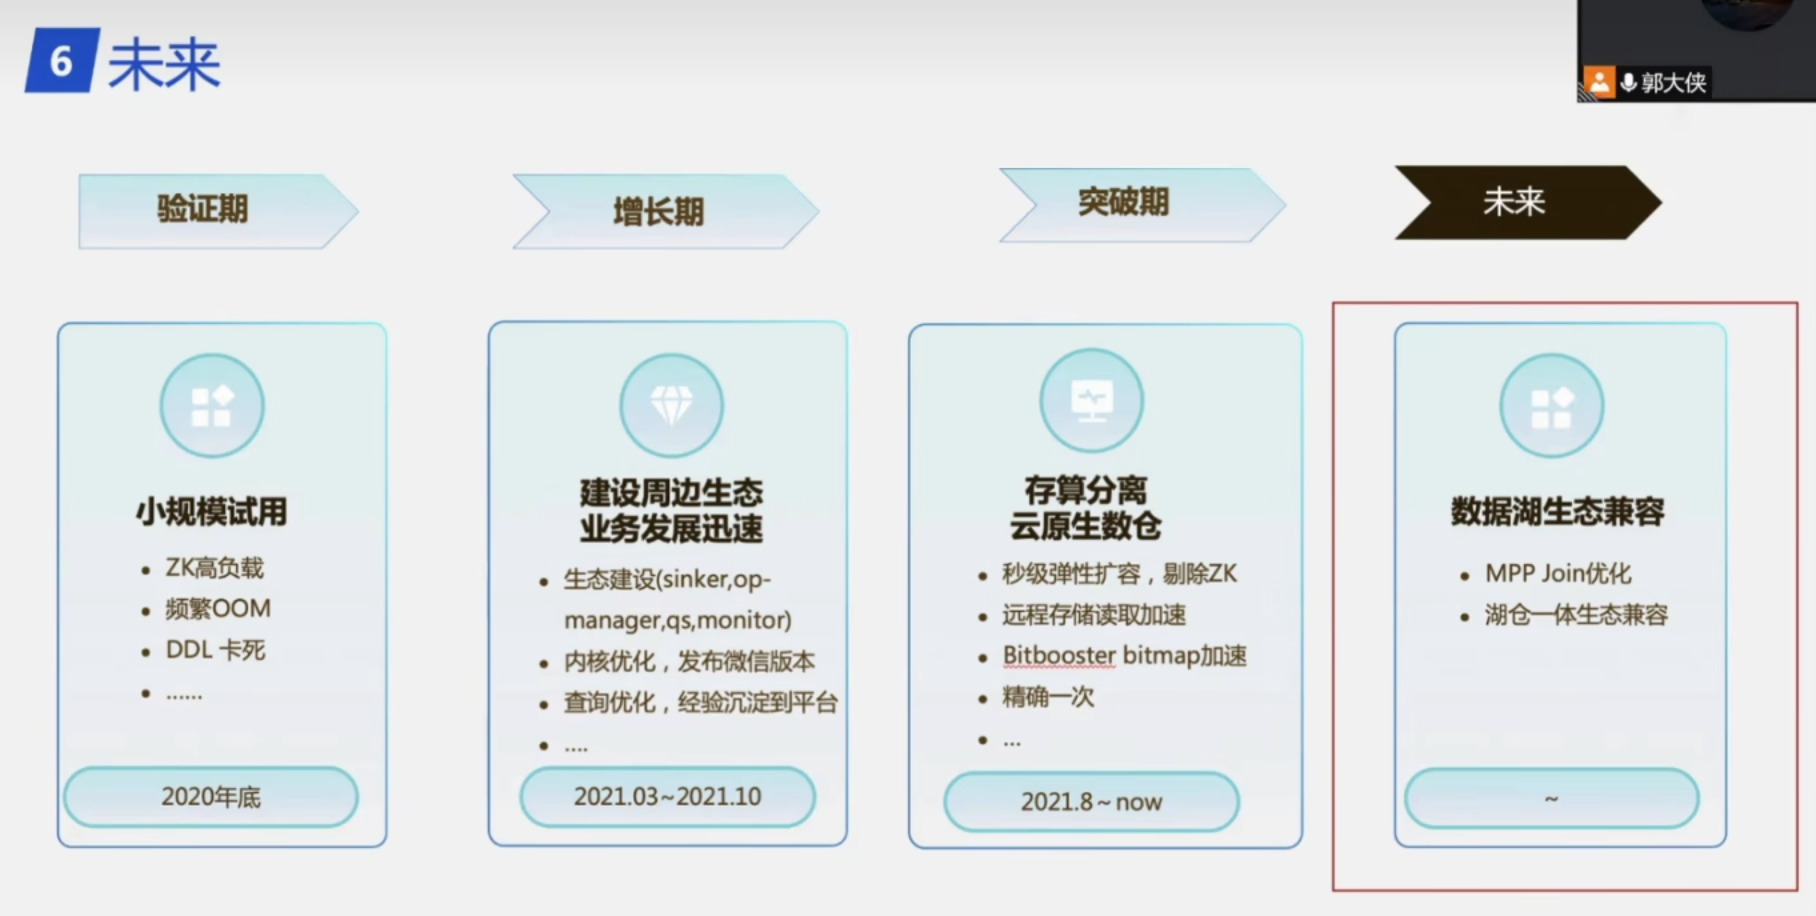 6 未来
郭大侠
验证期
增长期
突破期
未来
小规模试用
• ZK高负载
• 频繁OOM
• DDL 卡死
• ......
2020年底
建设周边生态
业务发展迅速
• 生态建设(sinker,op-
manager,qs,monitor)
• 内核优化，发布微信版本
• 查询优化，经验沉淀到平台
• ....
2021.03~2021.10
存算分离
云原生数仓
• 秒级弹性扩容，剔除ZK
• 远程存储读取加速
• Bitbooster bitmap加速
• 精确一次
• ...
2021.8~now
数据湖生态兼容
• MPP Join优化
• 湖仓一体生态兼容
~